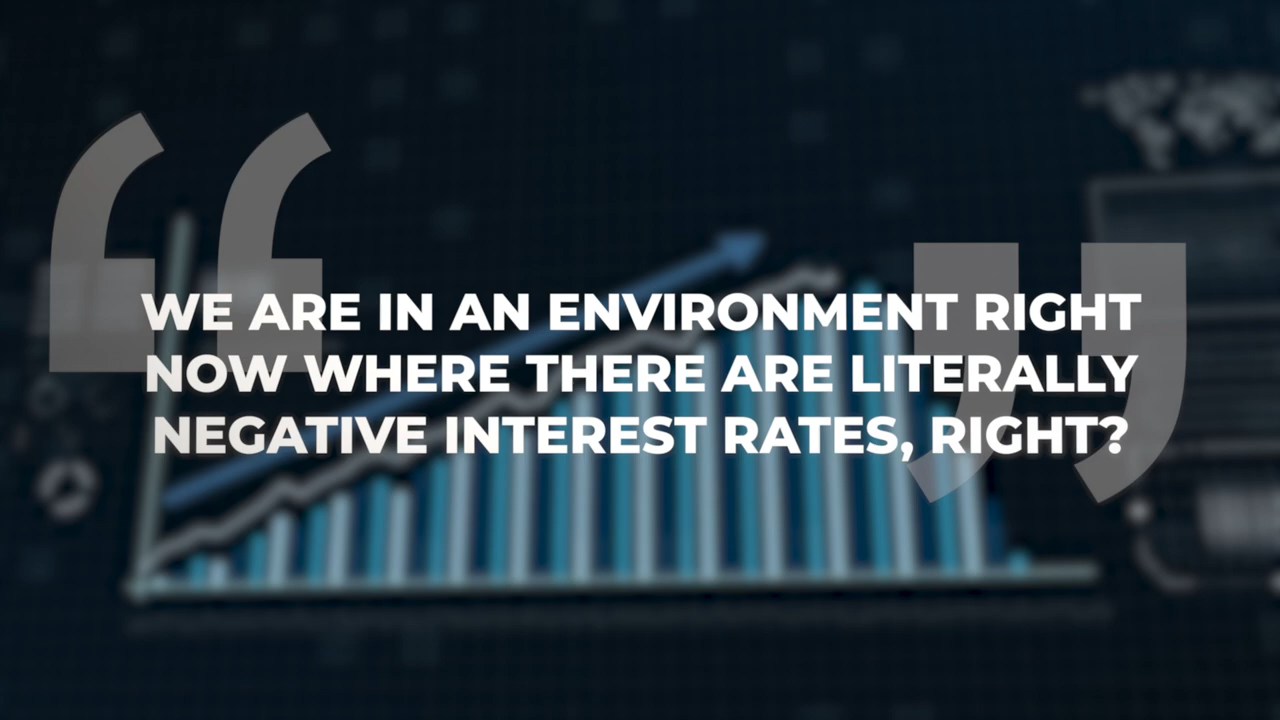 “
WE ARE IN AN ENVIRONMENT RIGHT
NOW WHERE THERE ARE LITERALLY
NEGATIVE INTEREST RATES, RIGHT?
”